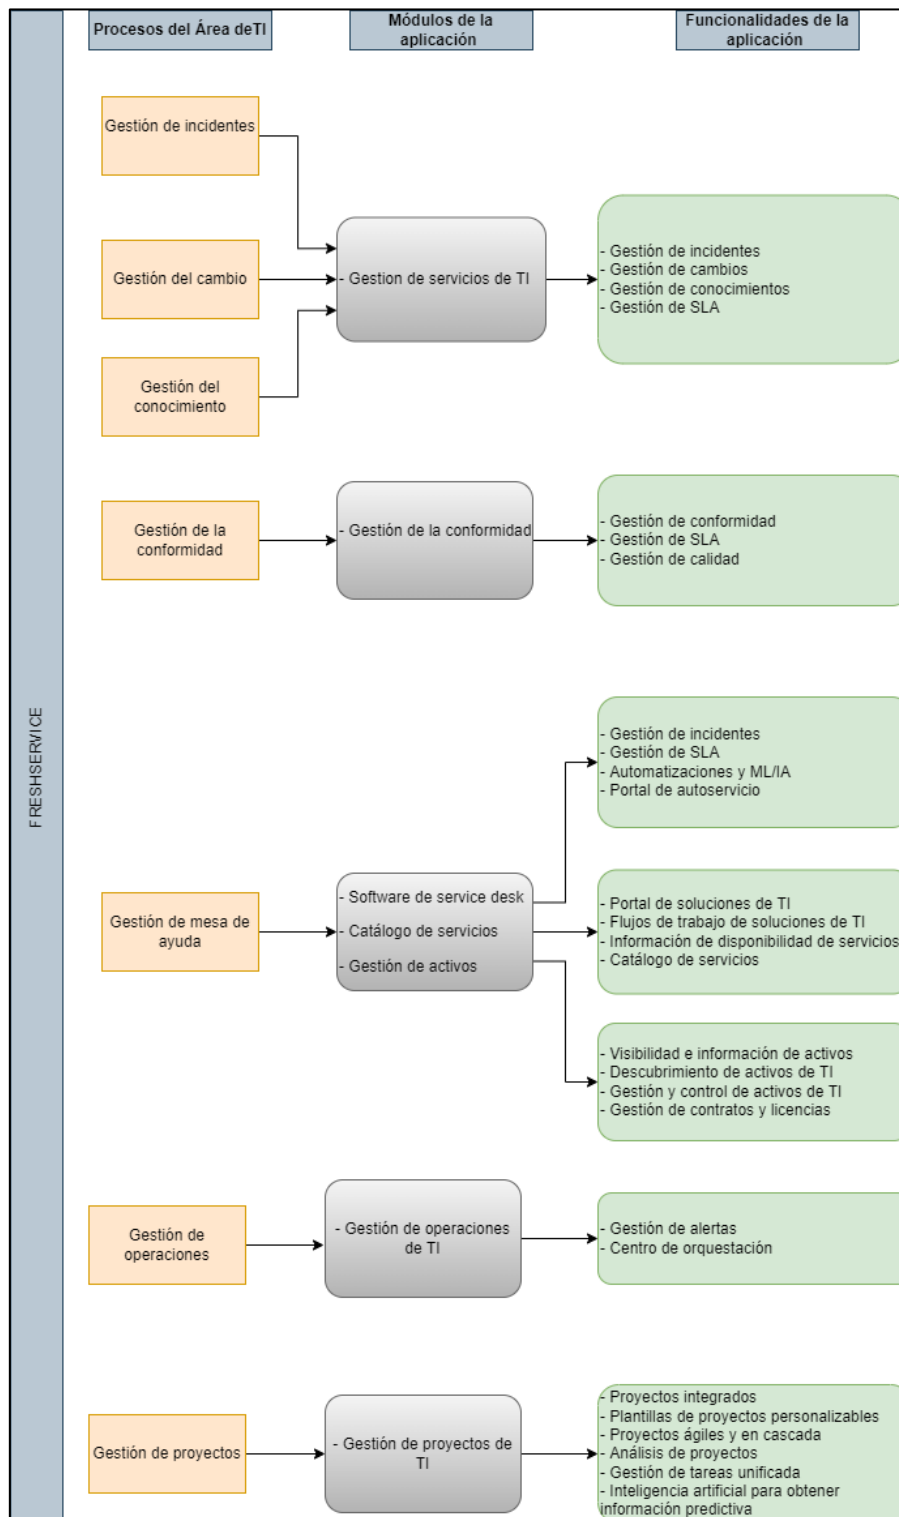 Procesos del Área deTI
Módulos de la
aplicación
Funcionalidades de la
aplicación
FRESHSERVICE
Gestión de incidentes
Gestión del cambio
Gestión del
conocimiento
- Gestion de servicios de TI
- Gestión de incidentes
- Gestión de cambios
- Gestión de conocimientos
- Gestión de SLA
Gestión de la
conformidad
- Gestión de la conformidad
- Gestión de conformidad
- Gestión de SLA
- Gestión de calidad
Gestión de mesa de
ayuda
- Software de service desk
- Catálogo de servicios
- Gestión de activos
- Gestión de incidentes
- Gestión de SLA
- Automatizaciones y ML/IA
- Portal de autoservicio
- Portal de soluciones de TI
- Flujos de trabajo de soluciones de TI
- Información de disponibilidad de servicios
- Catálogo de servicios
- Visibilidad e información de activos
- Descubrimiento de activos de TI
- Gestión y control de activos de TI
- Gestión de contratos y licencias
Gestión de
operaciones
- Gestión de operaciones
de TI
- Gestión de alertas
- Centro de orquestación
Gestión de proyectos
- Gestión de proyectos de
TI
- Proyectos integrados
- Plantillas de proyectos personalizables
- Proyectos ágiles y en cascada
- Análisis de proyectos
- Gestión de tareas unificada
- Inteligencia artificial para obtener
información predictiva